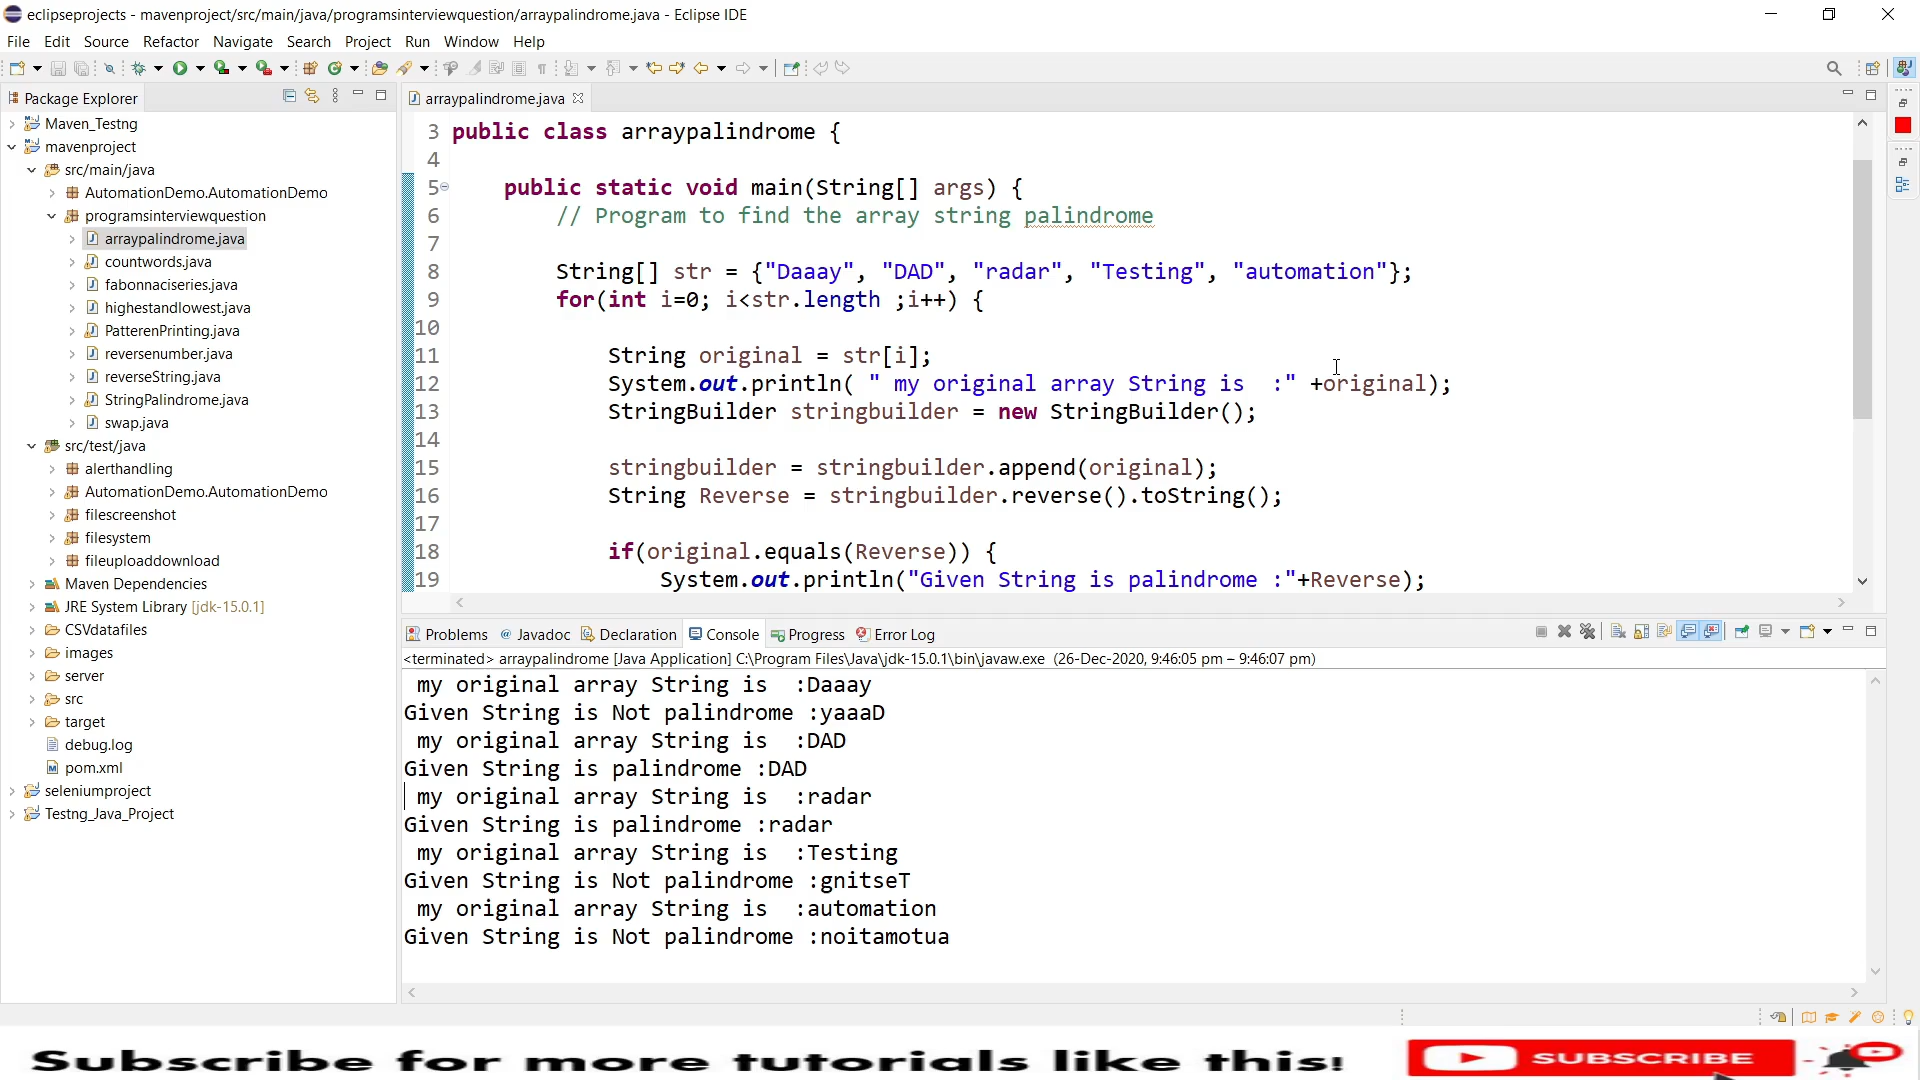 eclipseprojects - mavenproject/src/main/java/programsinterviewquestion/arraypalindrome.java - Eclipse IDE
File Edit Source Refactor Navigate Search Project Run Window Help
Package Explorer
Maven_Testng
mavenproject
src/main/java
AutomationDemo.AutomationDemo
programsinterviewquestion
arraypalindrome.java
countwords.java
fabonnaciseries.java
highestandlowest.java
PatterenPrinting.java
reversenumber.java
reverseString.java
StringPalindrome.java
swap.java
src/test/java
alerthandling
AutomationDemo.AutomationDemo
filescreenshot
filesystem
fileuploaddownload
Maven Dependencies
JRE System Library [jdk-15.0.1]
CSVdatafiles
images
server
src
target
debug.log
pom.xml
seleniumproject
Testng_Java_Project
arraypalindrome.java
3 public class arraypalindrome {
4
5 public static void main(String[] args) {
6 // Program to find the array string palindrome
7
8 String[] str = {"Daaay", "DAD", "radar", "Testing", "automation"};
9 for(int i=0; i<str.length ;i++) {
10
11 String original = str[i];
12 System.out.println( " my original array String is  :" +original);
13 StringBuilder stringbuilder = new StringBuilder();
14
15 stringbuilder = stringbuilder.append(original);
16 String Reverse = stringbuilder.reverse().toString();
17
18 if(original.equals(Reverse)) {
19 System.out.println("Given String is palindrome :"+Reverse);
Problems @ Javadoc Declaration Console Progress Error Log
<terminated> arraypalindrome [Java Application] C:\Program Files\Java\jdk-15.0.1\bin\javaw.exe (26-Dec-2020, 9:46:05 pm – 9:46:07 pm)
my original array String is  :Daaay
Given String is Not palindrome :yaaaD
my original array String is  :DAD
Given String is palindrome :DAD
my original array String is  :radar
Given String is palindrome :radar
my original array String is  :Testing
Given String is Not palindrome :gnitseT
my original array String is  :automation
Given String is Not palindrome :noitamotua
Subscribe for more tutorials like this! SUBSCRIBE